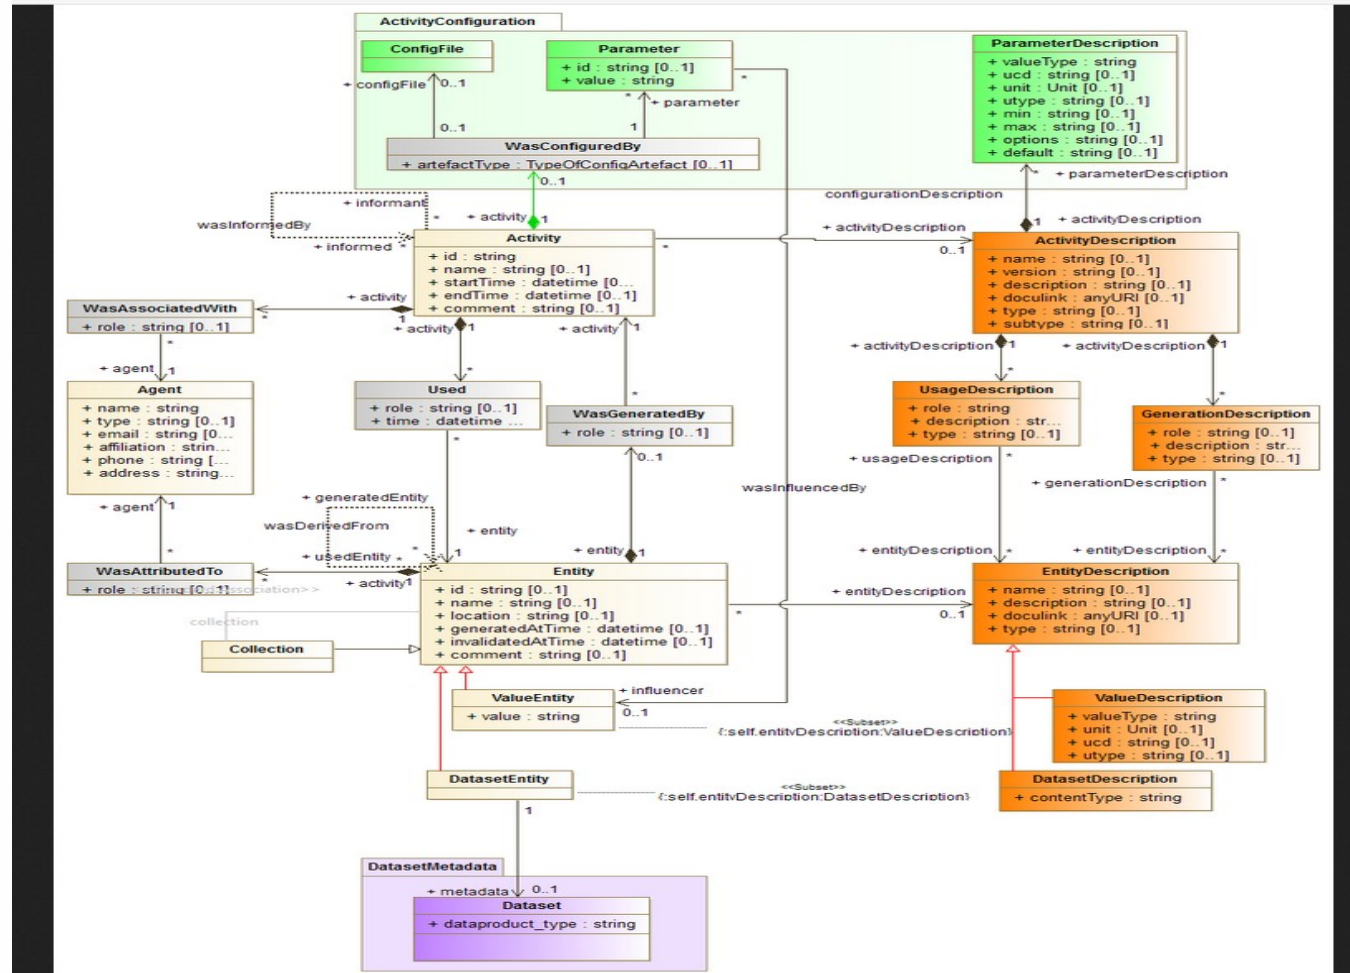 ActivityConfiguration
ConfigFile
Parameter
+ id : string [0..1]
+ value : string
ParameterDescription
+ valueType : string
+ ucd : string [0..1]
+ unit : Unit [0..1]
+ utype : string [0..1]
+ min : string [0..1]
+ max : string [0..1]
+ options : string [0..1]
+ default : string [0..1]
+ configFile 0..1
* + parameter
*
0..1
1
WasConfiguredBy
+ artefactType : TypeOfConfigArtefact [0..1]
0..1
* + parameterDescription
configurationDescription
+ informant
wasInformedBy
*
+ informed *
+ activity 1
1 + activityDescription
Activity
+ id : string
+ name : string [0..1]
+ startTime : datetime [0...
+ endTime : datetime [0...
+ comment : string [0..1]
+ activityDescription
* 0..1
ActivityDescription
+ name : string [0..1]
+ version : string [0..1]
+ description : string [0..1]
+ doculink : anyURI [0..1]
+ type : string [0..1]
+ subtype : string [0..1]
WasAssociatedWith
+ role : string [0..1]
+ activity
* 1
+ activity 1
+ activity 1
+ activityDescription 1
+ activityDescription 1
*
+ agent 1
*
*
*
*
Agent
+ name : string
+ type : string [0..1]
+ email : string [0...
+ affiliation : strin...
+ phone : string [...
+ address : string...
Used
+ role : string [0..1]
+ time : datetime ...
WasGeneratedBy
+ role : string [0..1]
UsageDescription
+ role : string
+ description : str...
+ type : string [0..1]
GenerationDescription
+ role : string [0..1]
+ description : str...
+ type : string [0..1]
*
0..1
+ usageDescription *
+ generationDescription *
wasInfluencedBy
+ agent 1
*
+ generatedEntity
wasDerivedFrom
+ usedEntity *
*
+ entity
1
+ entity 1
+ entityDescription *
+ entityDescription *
WasAttributedTo
+ role : string [0..1]
* + activity 1
collection
Collection
Entity
+ id : string [0..1]
+ name : string [0..1]
+ location : string [0..1]
+ generatedAtTime : datetime [0..1]
+ invalidatedAtTime : datetime [0..1]
+ comment : string [0..1]
+ entityDescription
* 0..1
EntityDescription
+ name : string [0..1]
+ description : string [0..1]
+ doculink : anyURI [0..1]
+ type : string [0..1]
ValueEntity
+ value : string
+ influencer
0..1
<<Subset>>
{:self.entityDescription:ValueDescription}
ValueDescription
+ valueType : string
+ unit : Unit [0..1]
+ ucd : string [0..1]
+ utype : string [0..1]
DatasetEntity
<<Subset>>
{:self.entityDescription:DatasetDescription}
DatasetDescription
+ contentType : string
1
DatasetMetadata
+ metadata 0..1
Dataset
+ dataproduct_type : string